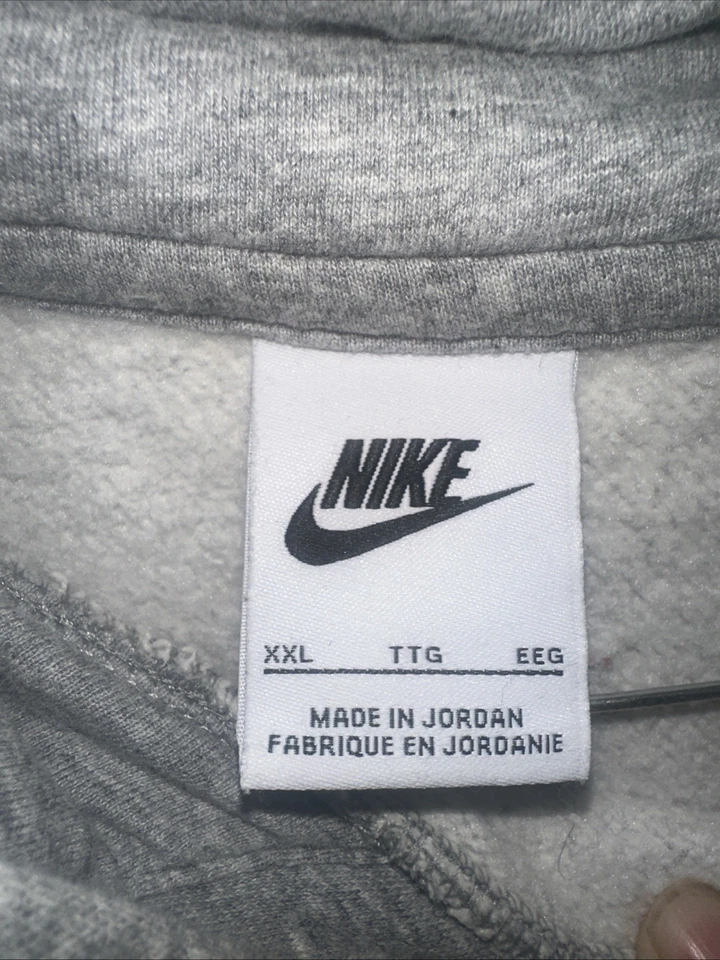 NIKE
XXL TTG EEG
MADE IN JORDAN
FABRIQUE EN JORDANIE